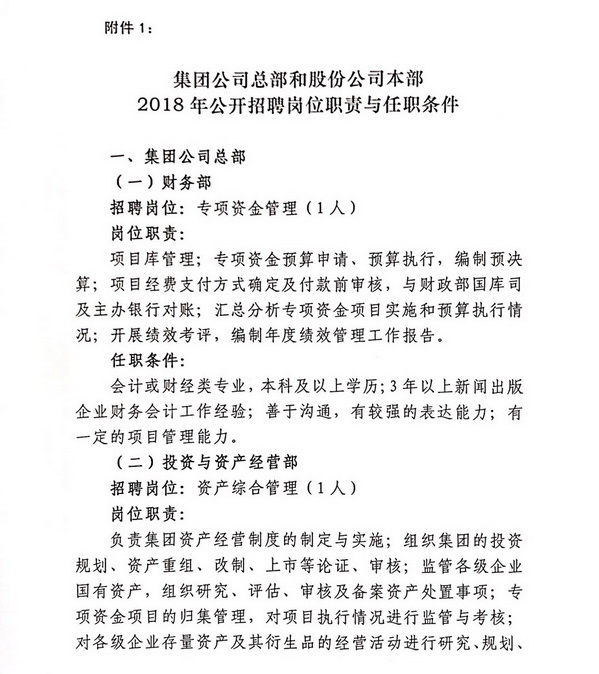 附件1：
集团公司总部和股份公司本部
2018年公开招聘岗位职责与任职条件
一、集团公司总部
（一）财务部
招聘岗位：专项资金管理（1人）
岗位职责：
项目库管理；专项资金预算申请、预算执行，编制预决
算；项目经费支付方式确定及付款前审核，与财政部国库司
及主办银行对账；汇总分析专项资金项目实施和预算执行情
况；开展绩效考评，编制年度绩效管理工作报告。
任职条件：
会计或财经类专业，本科及以上学历；3年以上新闻出版
企业财务会计工作经验；善于沟通，有较强的表达能力；有
一定的项目管理能力。
（二）投资与资产经营部
招聘岗位：资产综合管理（1人）
岗位职责：
负责集团资产经营制度的制定与实施；组织集团的投资
规划、资产重组、改制、上市等论证、审核；监管各级企业
国有资产，组织研究、评估、审核及备案资产处置事项；专
项资金项目的归集管理，对项目执行情况进行监管与考核；
对各级企业存量资产及其衍生品的经营活动进行研究、规划、